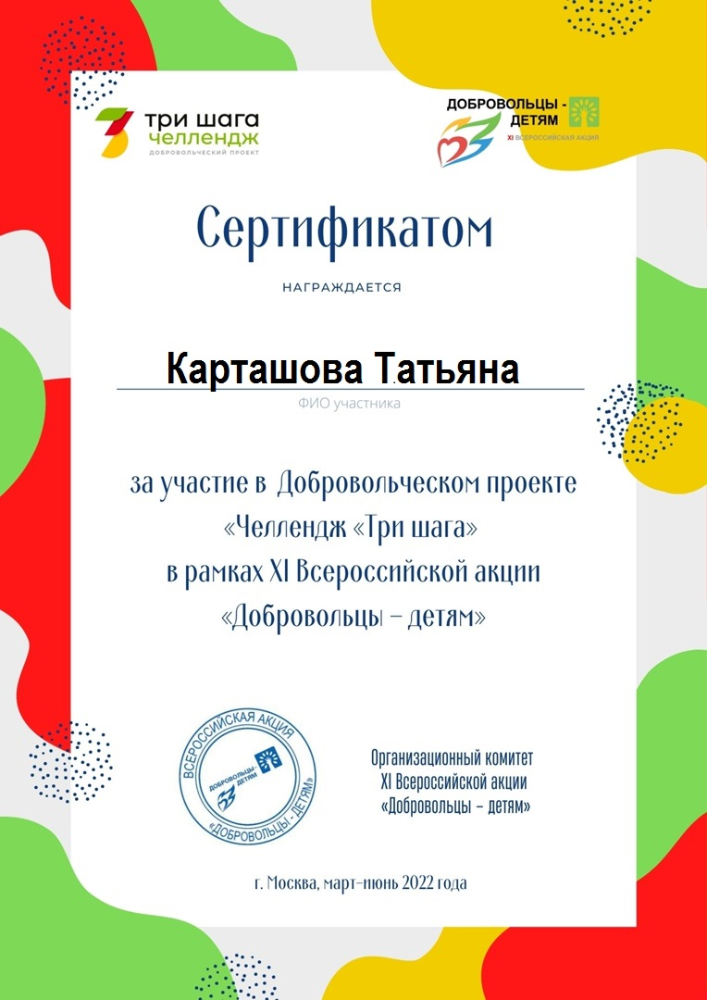 три шага
челлендж
ДОБРОВОЛЬЧЕСКИЙ ПРОЕКТ
ДОБРОВОЛЬЦЫ -
ДЕТЯМ
XI ВСЕРОССИЙСКАЯ АКЦИЯ
Сертификатом
НАГРАЖДАЕТСЯ
Карташова Татьяна
ФИО участника
за участие в Добровольческом проекте
«Челлендж «Три шага»
в рамках XI Всероссийской акции
«Добровольцы – детям»
ВСЕРОССИЙСКАЯ АКЦИЯ
ДОБРОВОЛЬЦЫ -
ДЕТЯМ
«ДОБРОВОЛЬЦЫ - ДЕТЯМ»
Организационный комитет
XI Всероссийской акции
«Добровольцы – детям»
г. Москва, март-июнь 2022 года